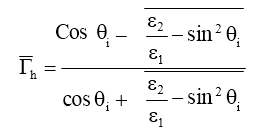 Γ̅ₕ = (Cos θᵢ − ‾(ε₂/ε₁ − sin² θᵢ)) / (cos θᵢ + ‾(ε₂/ε₁ − sin² θᵢ))